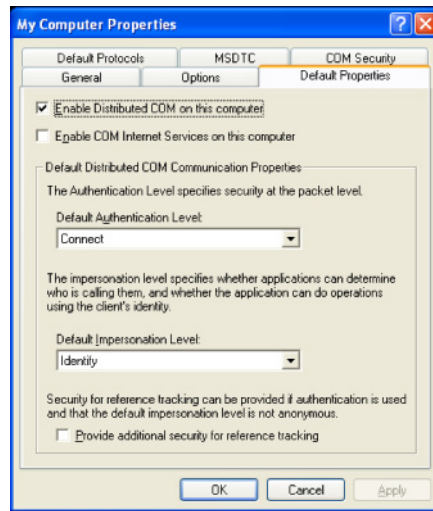 My Computer Properties
Default Protocols MSDTC COM Security
General Options Default Properties
Enable Distributed COM on this computer
Enable COM Internet Services on this computer
Default Distributed COM Communication Properties
The Authentication Level specifies security at the packet level.
Default Authentication Level:
Connect
The impersonation level specifies whether applications can determine
who is calling them, and whether the application can do operations
using the client's identity.
Default Impersonation Level:
Identify
Security for reference tracking can be provided if authentication is used
and that the default impersonation level is not anonymous.
Provide additional security for reference tracking
OK Cancel Apply